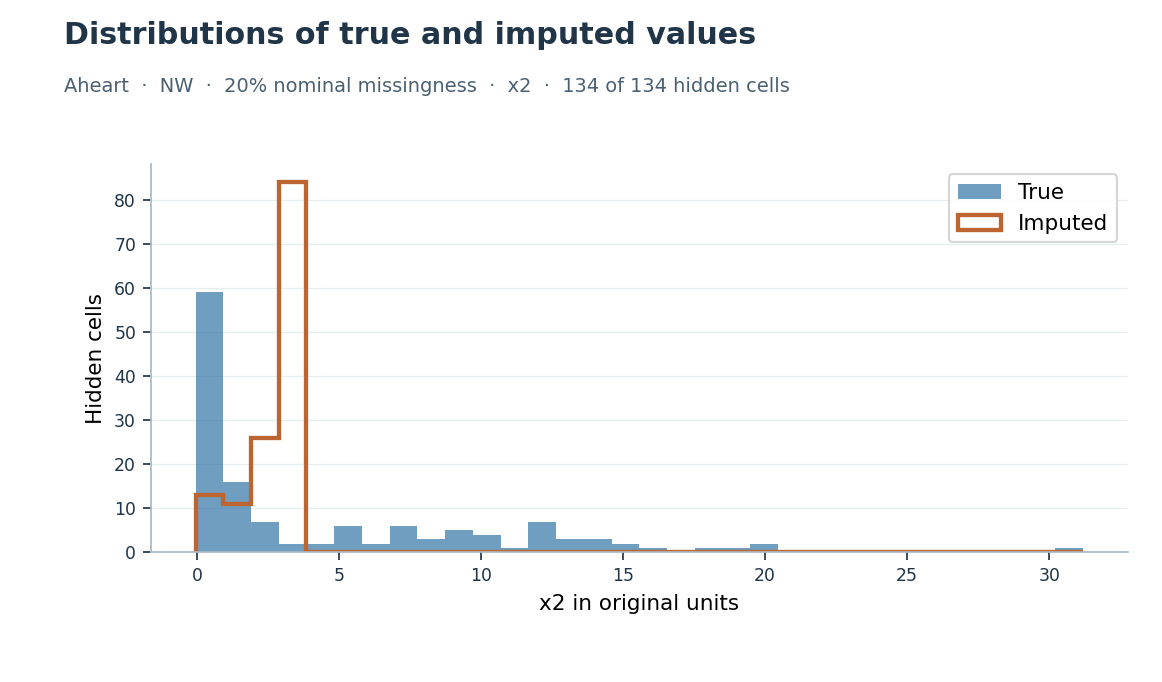 Distributions of true and imputed values
Aheart · NW · 20% nominal missingness · x2 · 134 of 134 hidden cells
True
Imputed
Hidden cells
80
70
60
50
40
30
20
10
0
0 5 10 15 20 25 30
x2 in original units